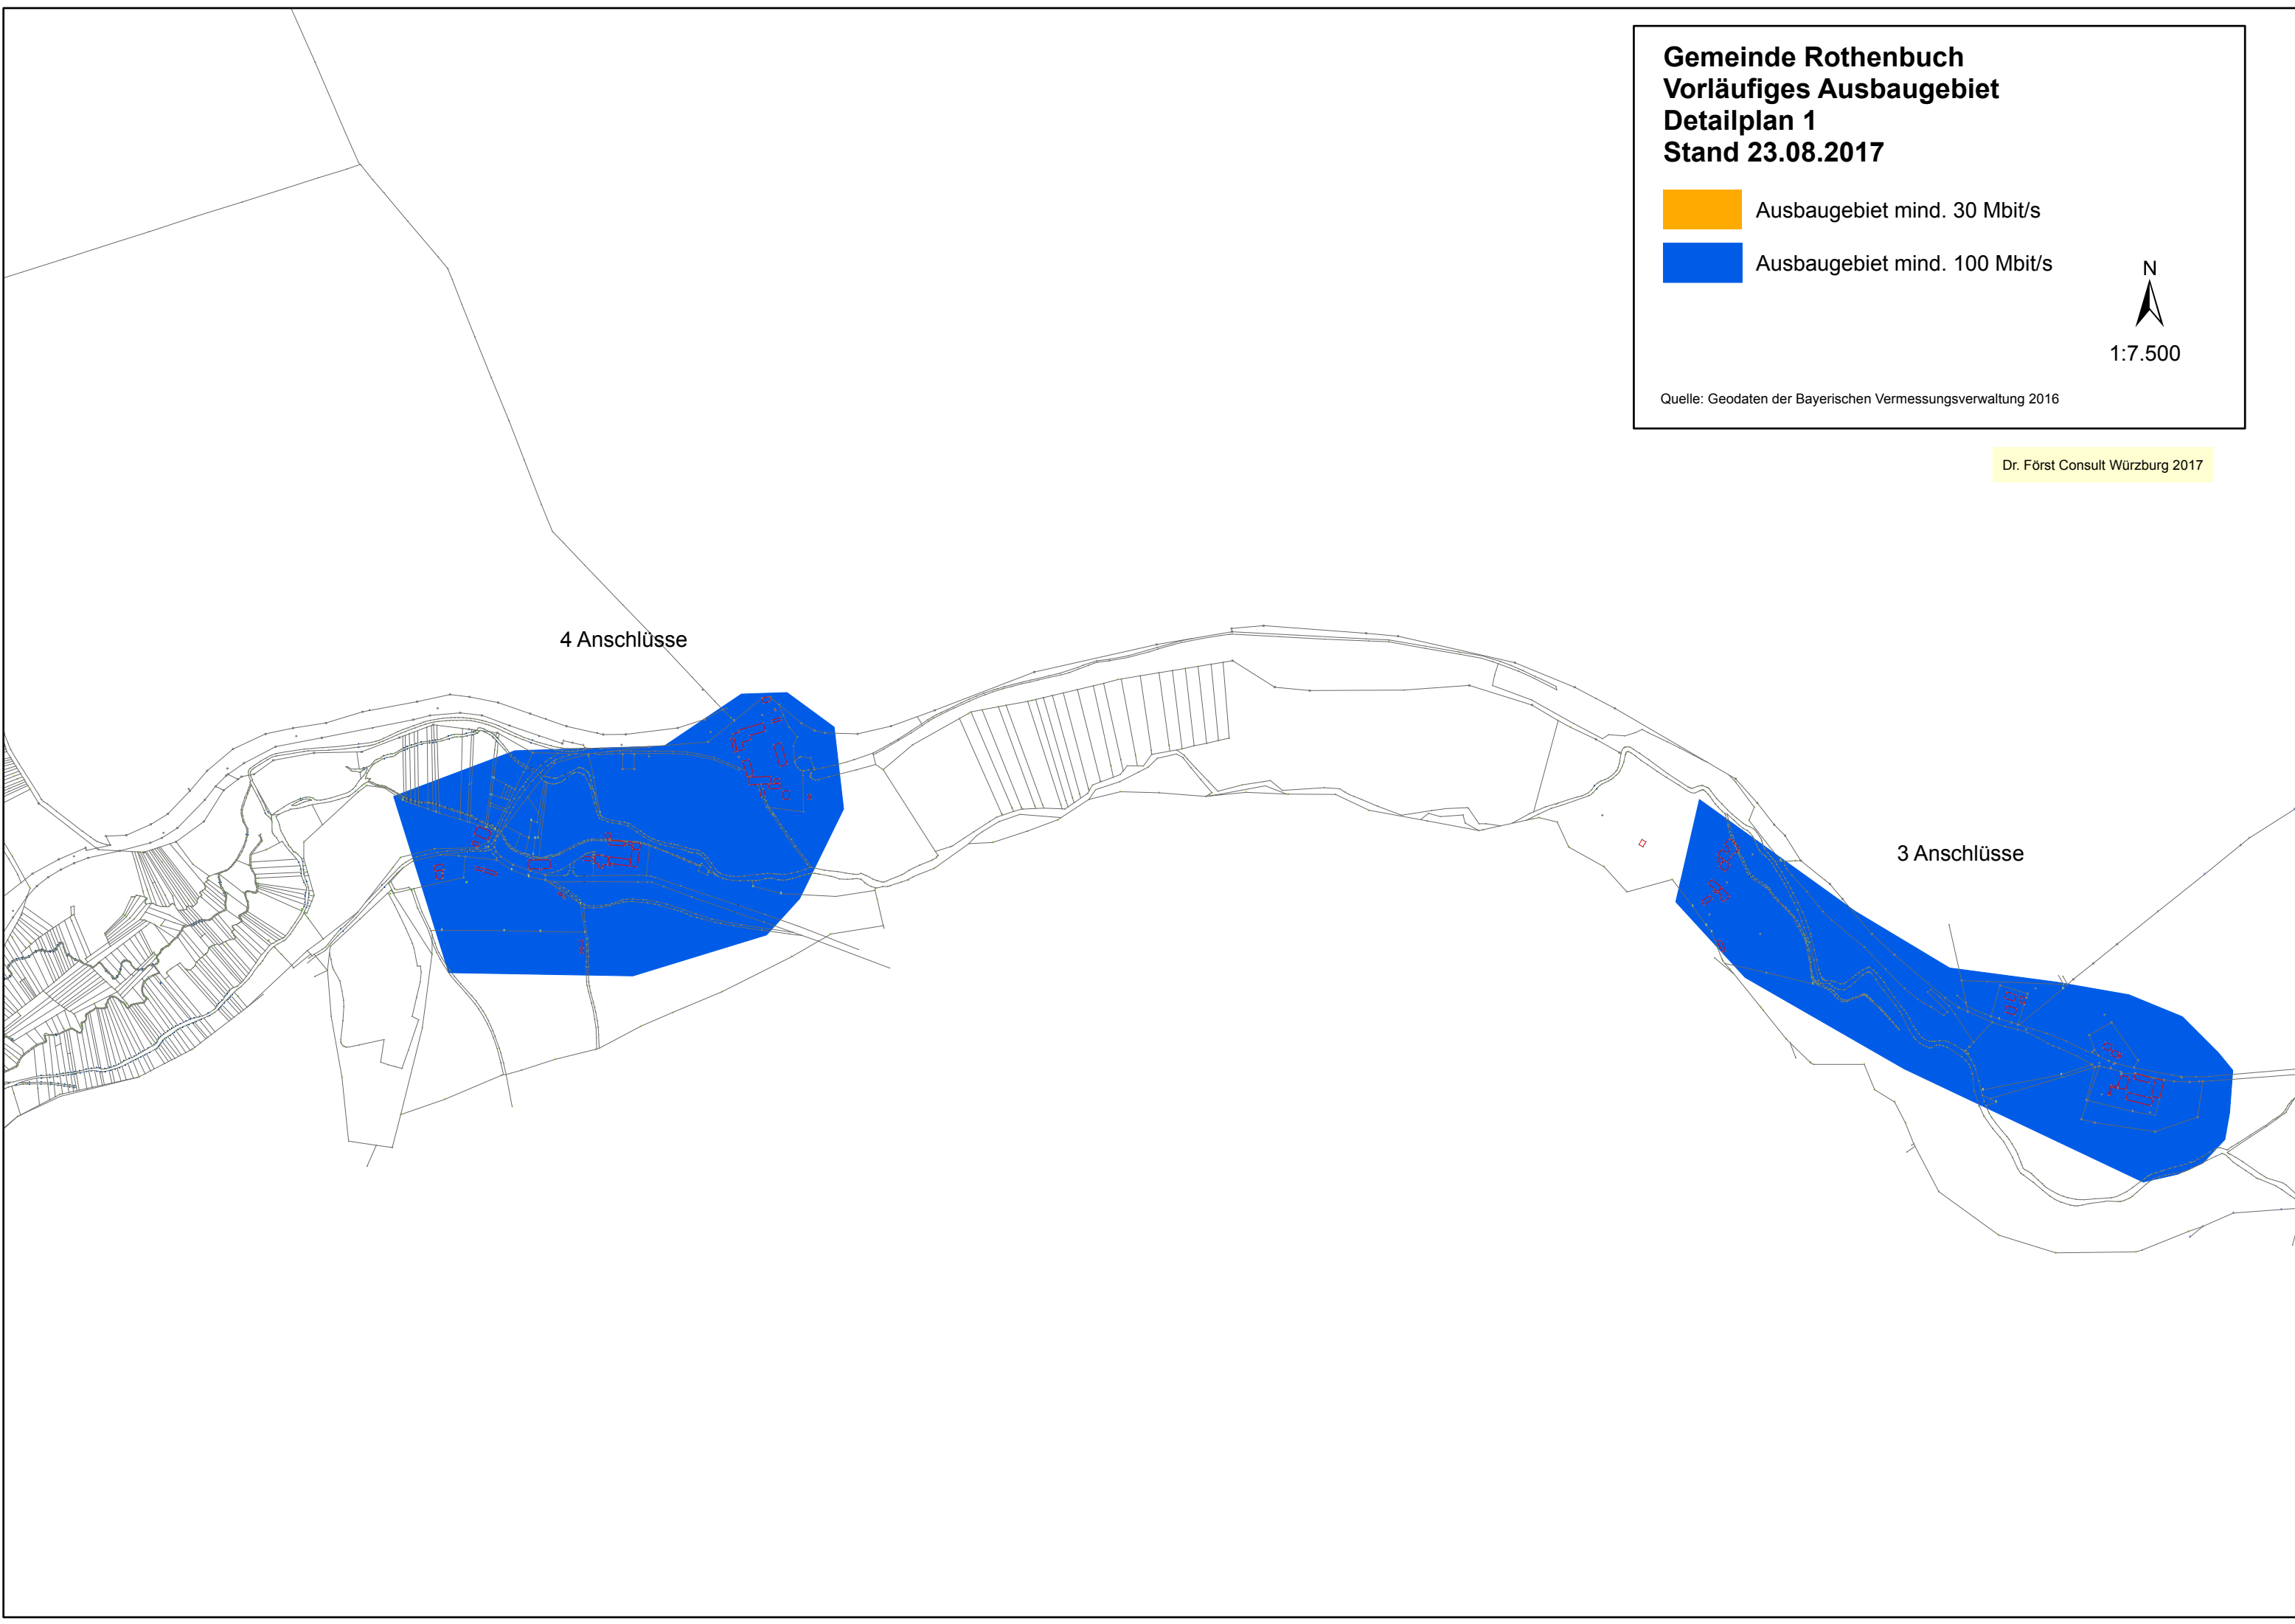 Gemeinde Rothenbuch
Vorläufiges Ausbaugebiet
Detailplan 1
Stand 23.08.2017
Ausbaugebiet mind. 30 Mbit/s
Ausbaugebiet mind. 100 Mbit/s
N
1:7.500
Quelle: Geodaten der Bayerischen Vermessungsverwaltung 2016
Dr. Först Consult Würzburg 2017
4 Anschlüsse
3 Anschlüsse